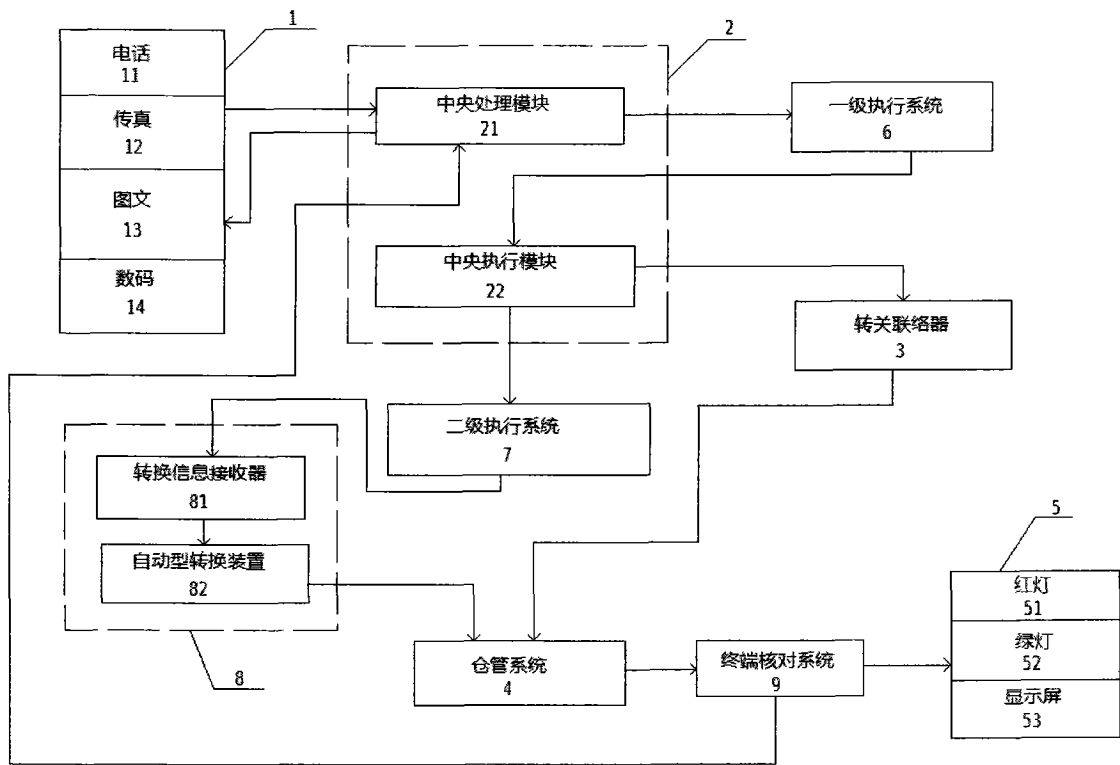 1
电话
11
传真
12
图文
13
数码
14
2
中央处理模块
21
中央执行模块
22
一级执行系统
6
转关联络器
3
二级执行系统
7
转换信息接收器
81
自动型转换装置
82
8
仓管系统
4
终端核对系统
9
5
红灯
51
绿灯
52
显示屏
53